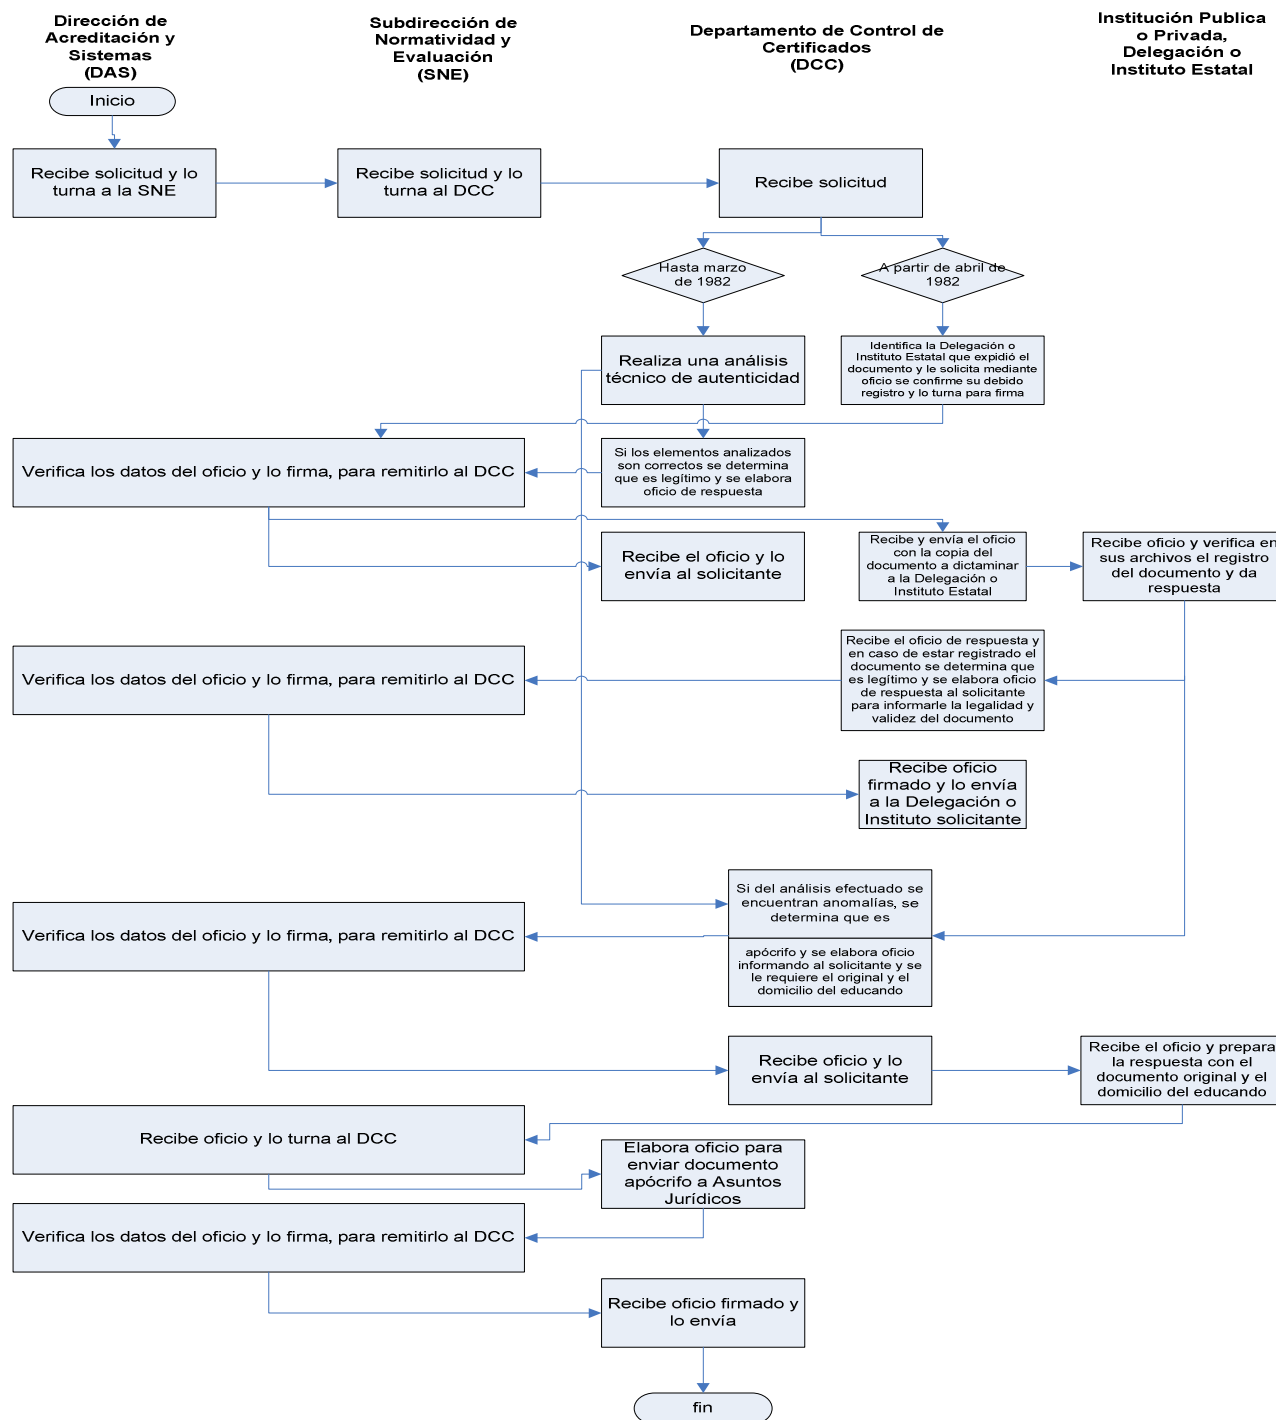 Dirección de
Acreditación y
Sistemas
(DAS)
Subdirección de
Normatividad y
Evaluación
(SNE)
Departamento de Control de
Certificados
(DCC)
Institución Publica
o Privada,
Delegación o
Instituto Estatal
Inicio
Recibe solicitud y lo
turna a la SNE
Recibe solicitud y lo
turna al DCC
Recibe solicitud
Hasta marzo
de 1982
A partir de abril de
1982
Realiza una análisis
técnico de autenticidad
Identifica la Delegación o
Instituto Estatal que expidió el
documento y le solicita mediante
oficio se confirme su debido
registro y lo turna para firma
Verifica los datos del oficio y lo firma, para remitirlo al DCC
Si los elementos analizados
son correctos se determina
que es legítimo y se elabora
oficio de respuesta
Recibe el oficio y lo
envía al solicitante
Recibe y envía el oficio
con la copia del
documento a dictaminar
a la Delegación o
Instituto Estatal
Recibe oficio y verifica en
sus archivos el registro
del documento y da
respuesta
Verifica los datos del oficio y lo firma, para remitirlo al DCC
Recibe el oficio de respuesta y
en caso de estar registrado el
documento se determina que
es legítimo y se elabora oficio
de respuesta al solicitante
para informarle la legalidad y
validez del documento
Recibe oficio
firmado y lo envía
a la Delegación o
Instituto solicitante
Si del análisis efectuado se
encuentran anomalías, se
determina que es
Verifica los datos del oficio y lo firma, para remitirlo al DCC
apócrifo y se elabora oficio
informando al solicitante y se
le requiere el original y el
domicilio del educando
Recibe oficio y lo
envía al solicitante
Recibe el oficio y prepara
la respuesta con el
documento original y el
domicilio del educando
Recibe oficio y lo turna al DCC
Elabora oficio para
enviar documento
apócrifo a Asuntos
Jurídicos
Verifica los datos del oficio y lo firma, para remitirlo al DCC
Recibe oficio firmado y
lo envía
fin